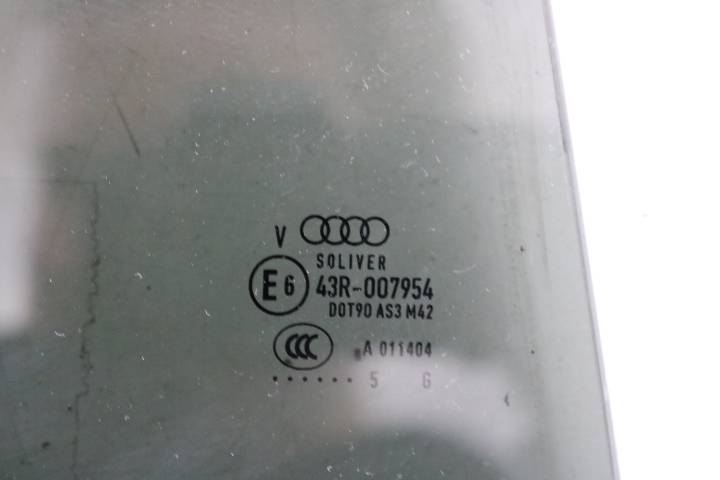 V
SOLIVER
E6 43R-007954
DOT90 AS3 M42
CCC A 011404
...... 5 G